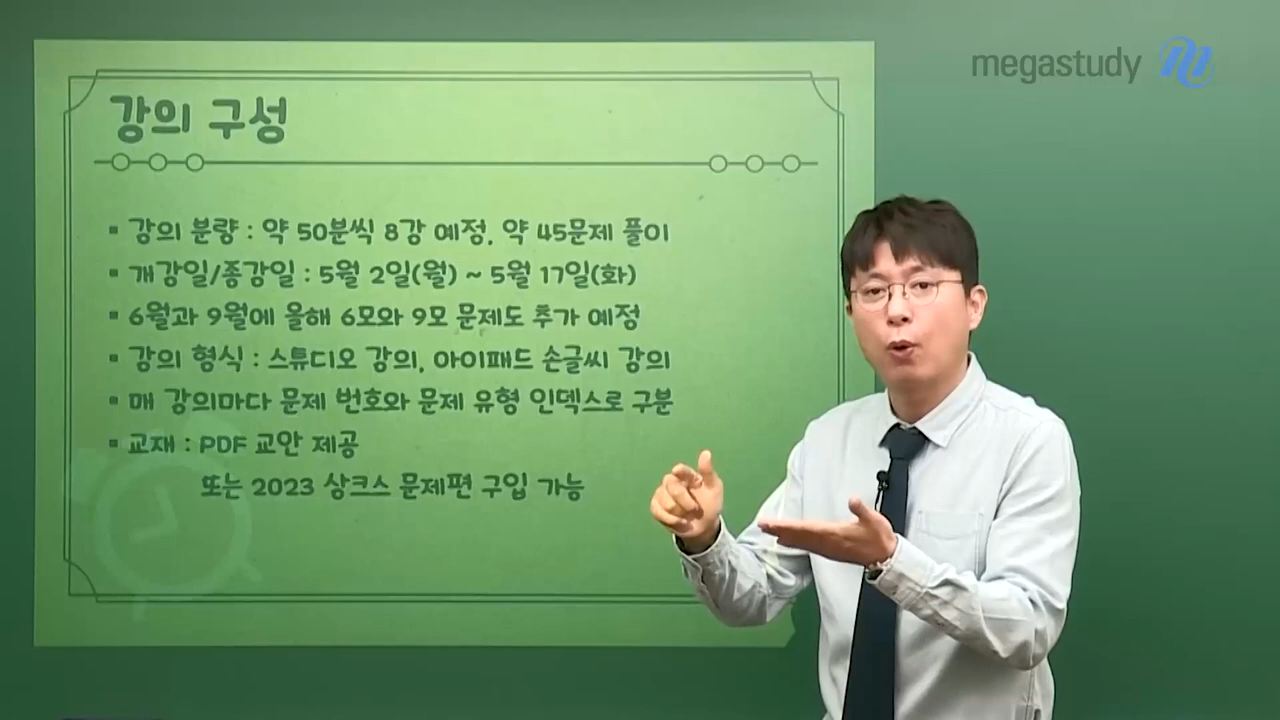 megastudy
강의 구성
▪ 강의 분량 : 약 50분씩 8강 예정, 약 45문제 풀이
▪ 개강일/종강일 : 5월 2일(월) ~ 5월 17일(화)
▪ 6월과 9월에 올해 6모와 9모 문제도 추가 예정
▪ 강의 형식 : 스튜디오 강의, 아이패드 손글씨 강의
▪ 매 강의마다 문제 번호와 문제 유형 인덱스로 구분
▪ 교재 : PDF 교안 제공
또는 2023 상크스 문제편 구입 가능